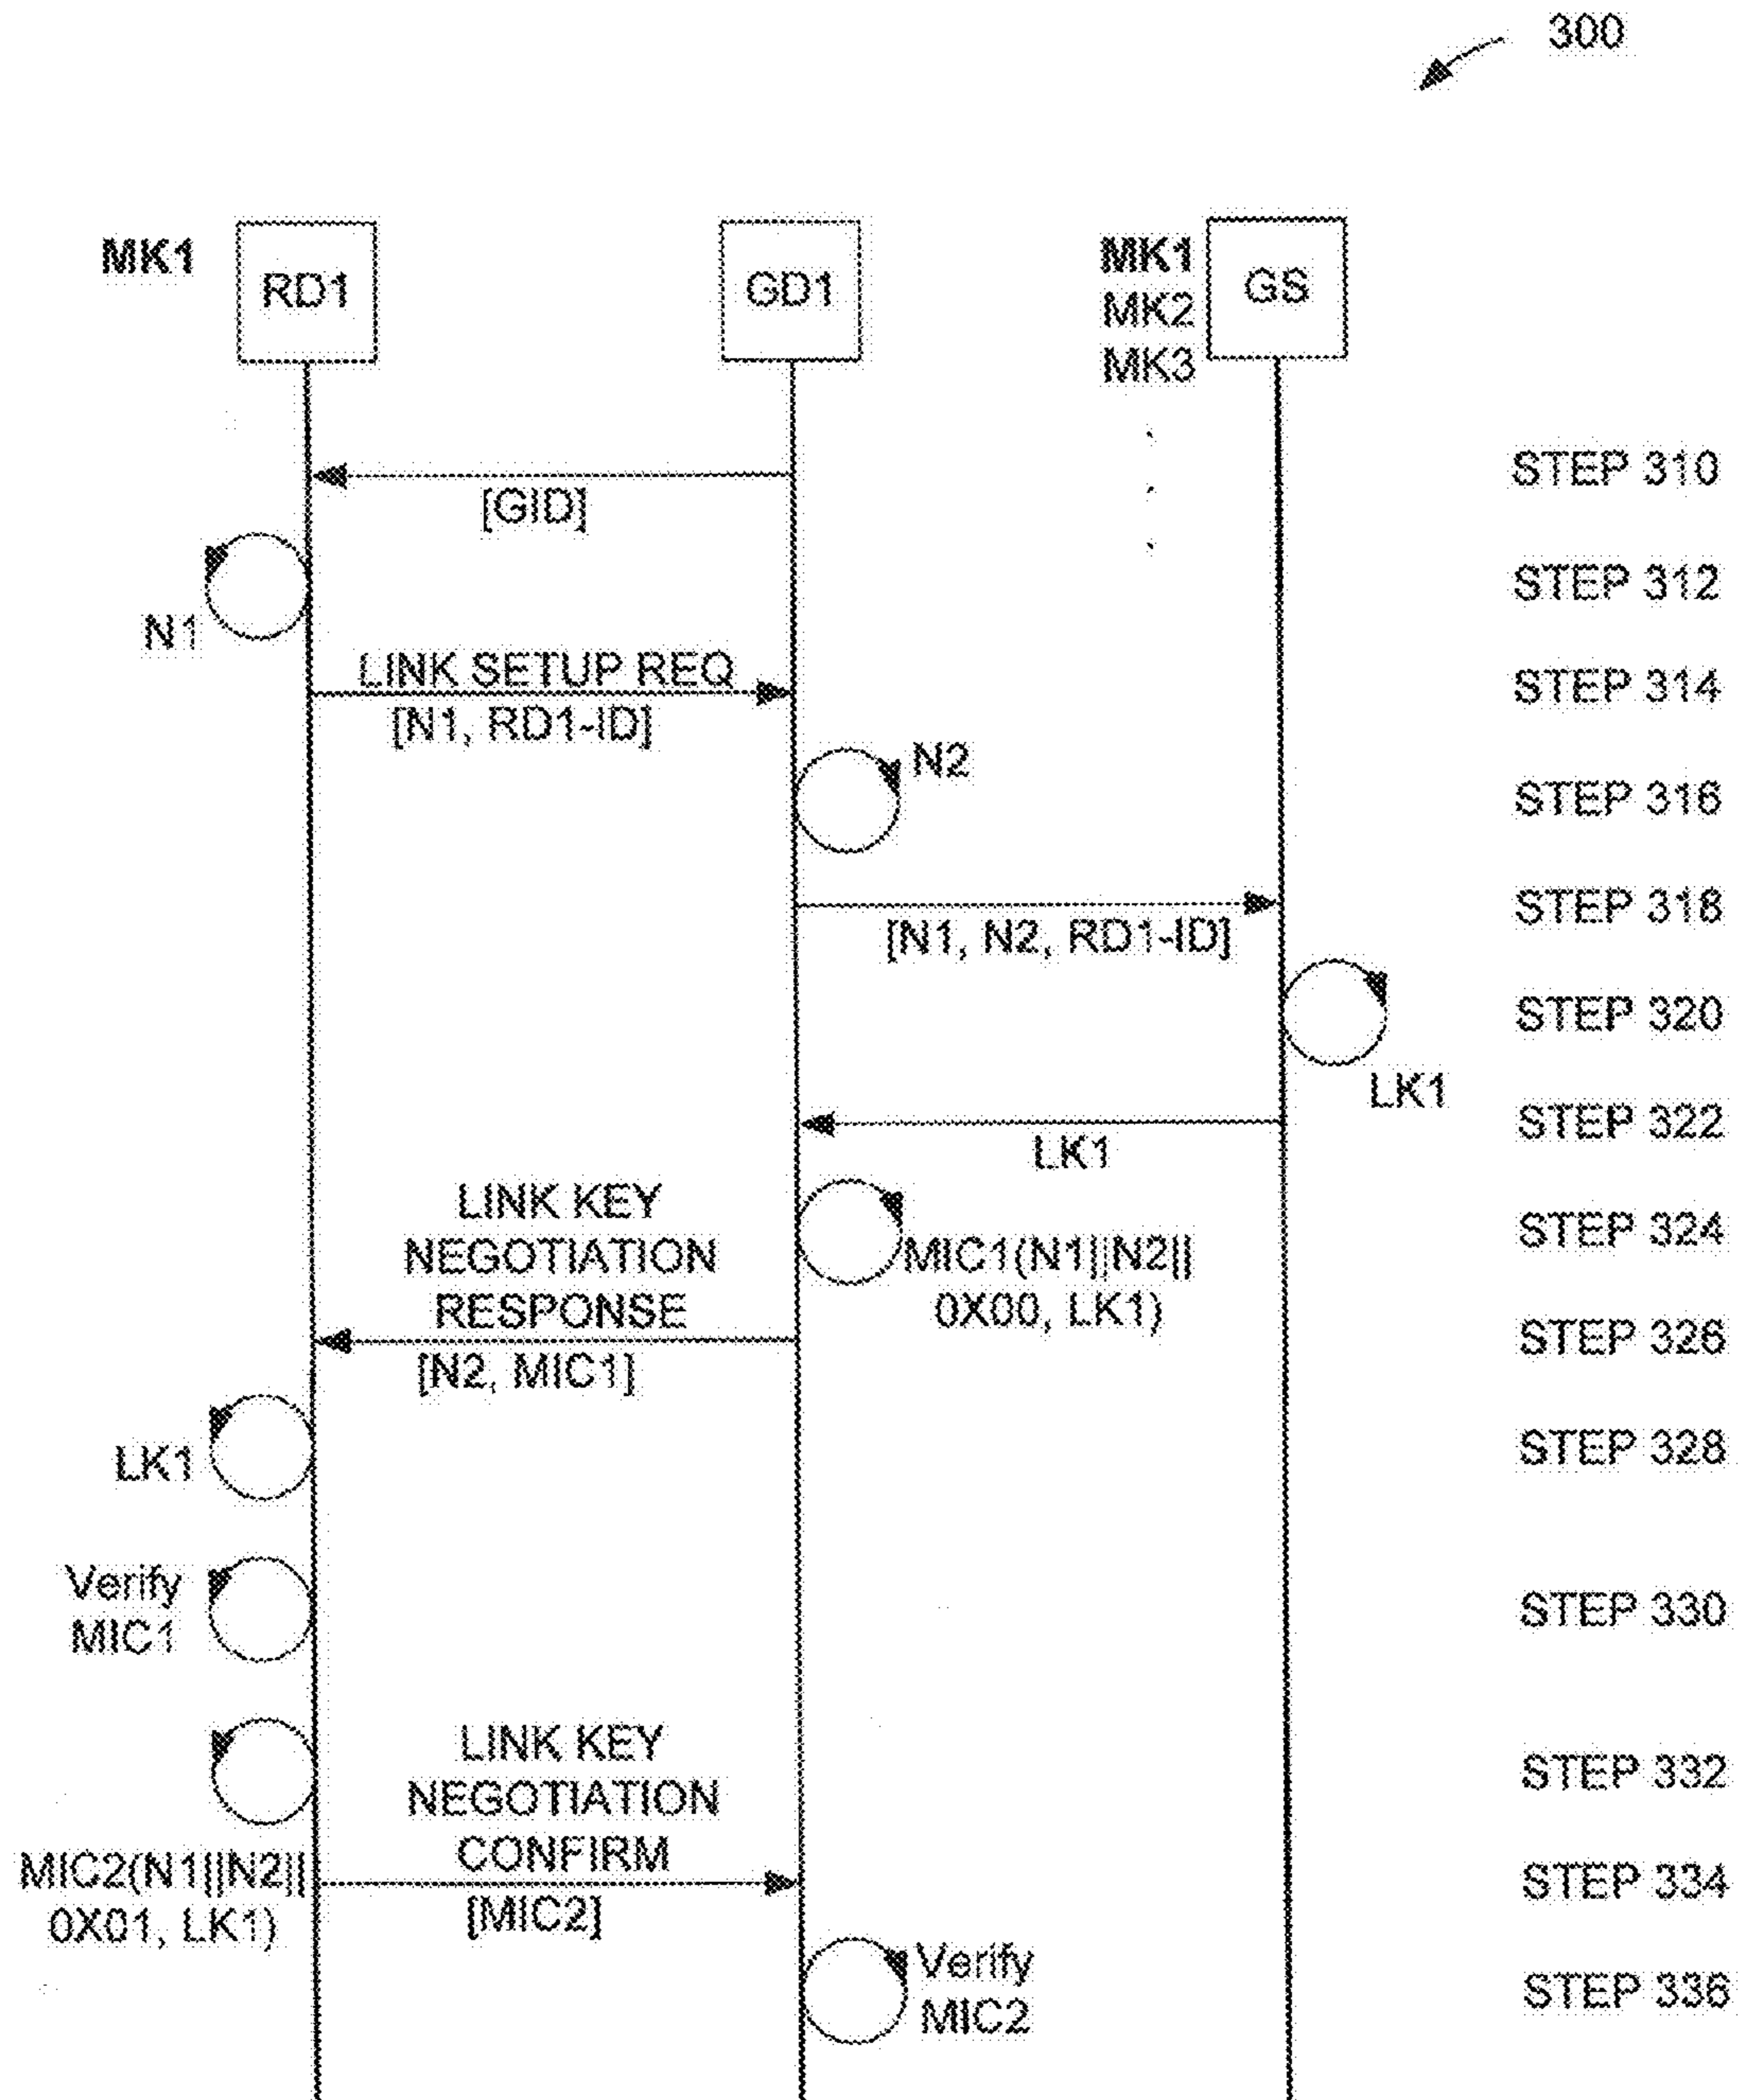 300
MK1
RD1
GD1
MK1
MK2
MK3
GS
STEP 310
[GID]
STEP 312
N1
LINK SETUP REQ
[N1, RD1-ID]
STEP 314
N2
STEP 316
STEP 318
[N1, N2, RD1-ID]
STEP 320
LK1
STEP 322
LK1
STEP 324
MIC1(N1||N2||
0X00, LK1)
LINK KEY
NEGOTIATION
RESPONSE
[N2, MIC1]
STEP 326
LK1
STEP 328
Verify
MIC1
STEP 330
STEP 332
MIC2(N1||N2||
0X01, LK1)
LINK KEY
NEGOTIATION
CONFIRM
[MIC2]
STEP 334
Verify
MIC2
STEP 336